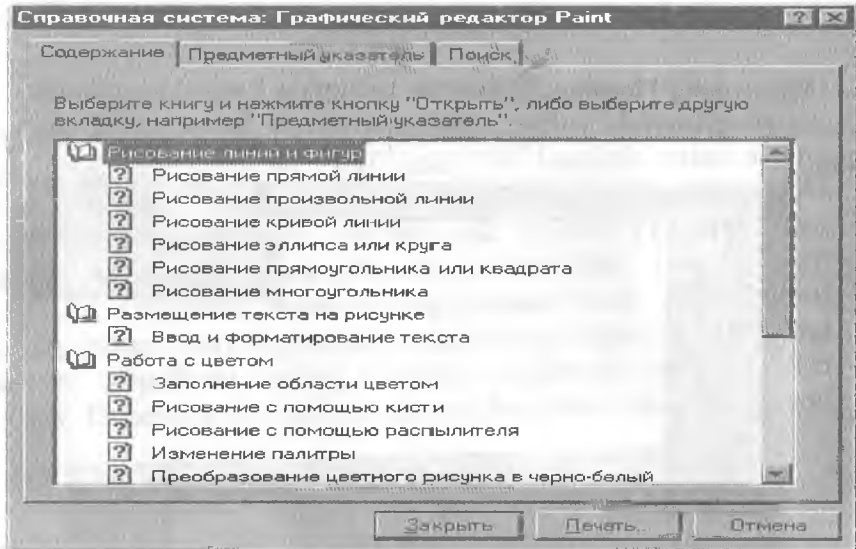 Справочная система: Графический редактор Paint
Содержание Предметный указатель Поиск
Выберите книгу и нажмите кнопку "Открыть", либо выберите другую
вкладку, например "Предметный указатель".
Рисование линий и фигур
Рисование прямой линии
Рисование произвольной линии
Рисование кривой линии
Рисование эллипса или круга
Рисование прямоугольника или квадрата
Рисование многоугольника
Размещение текста на рисунке
Ввод и форматирование текста
Работа с цветом
Заполнение области цветом
Рисование с помощью кисти
Рисование с помощью распылителя
Изменение палитры
Преобразование цветного рисунка в черно-белый
Закрыть Печать... Отмена